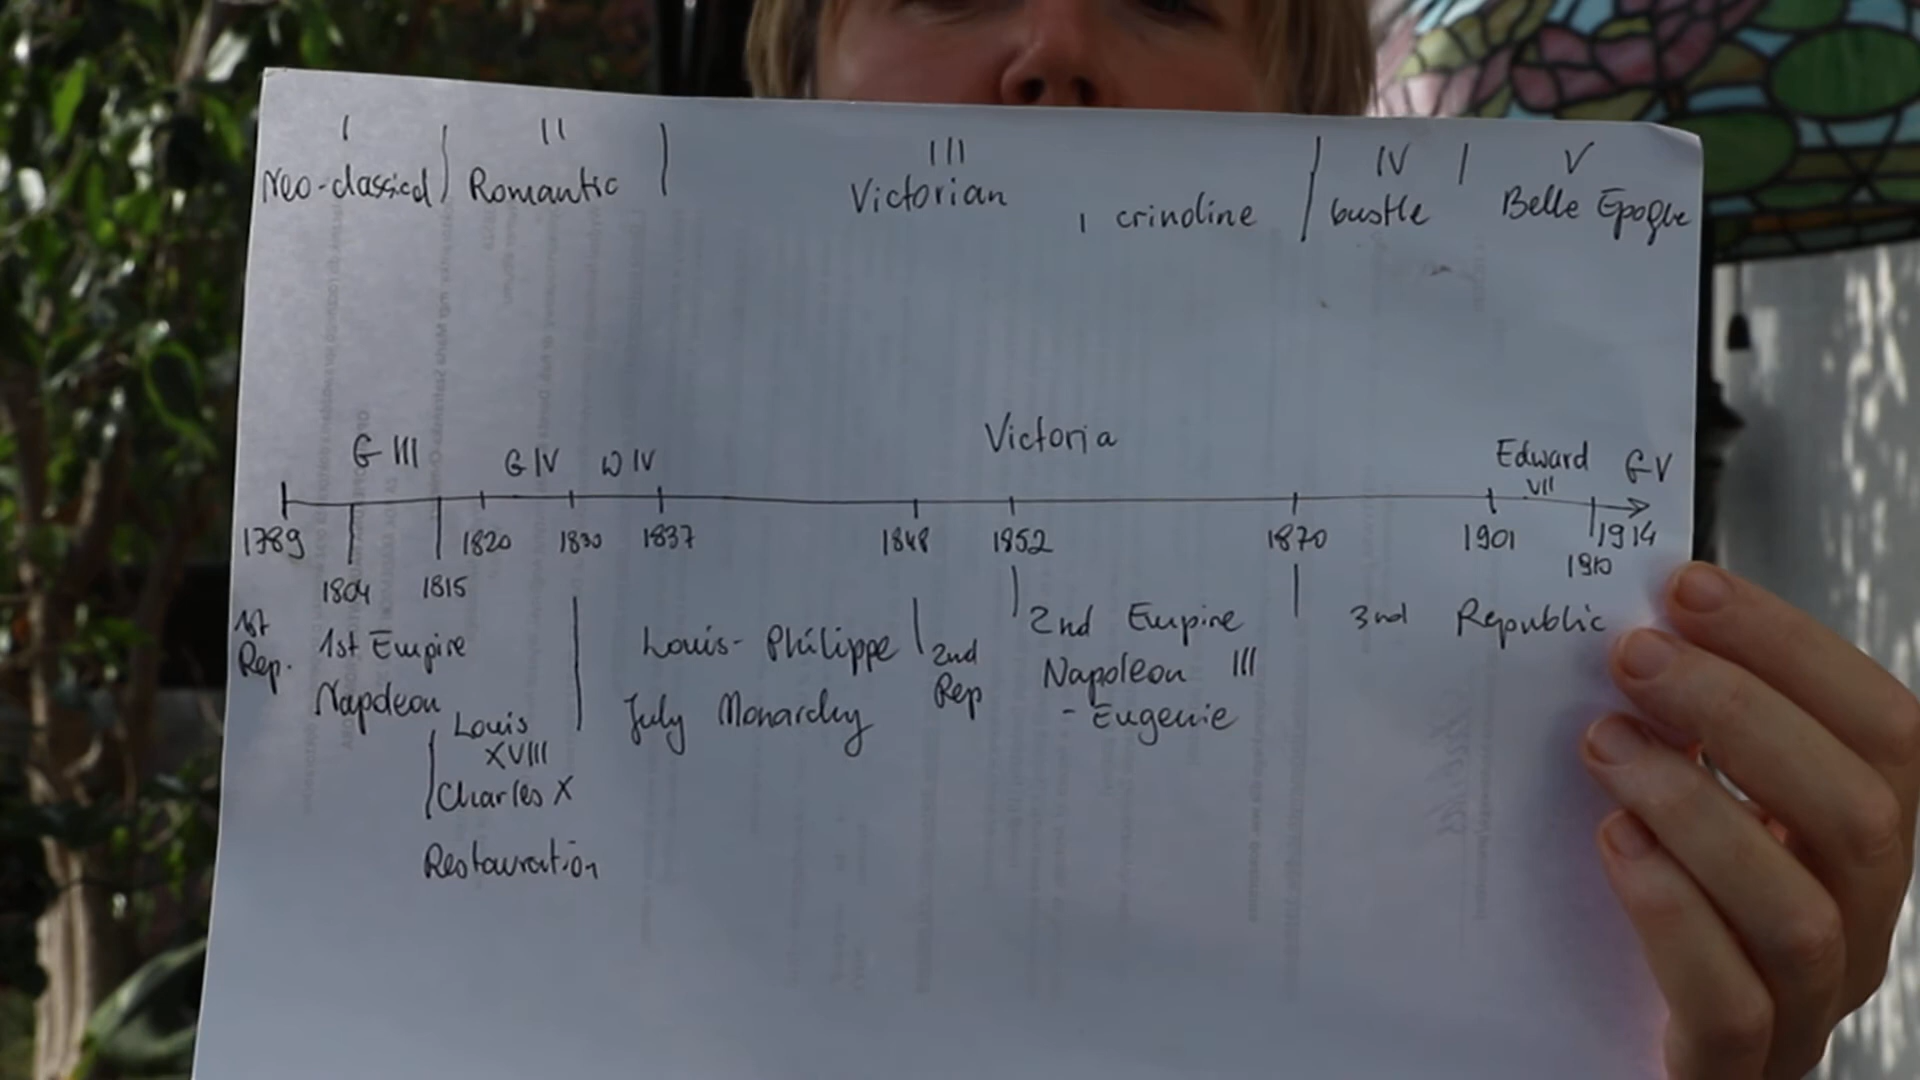 I II III IV V
Neo-classical Romantic Victorian crinoline bustle Belle Epoque
G III G IV W IV Victoria Edward VII G V
1789 1804 1815 1820 1830 1837 1848 1852 1870 1901 1910 1914
1st Rep.
1st Empire
Napoleon
Louis XVIII
Charles X
Restauration
Louis-Philippe
July Monarchy
2nd Rep
2nd Empire
Napoleon III
- Eugenie
3rd Republic